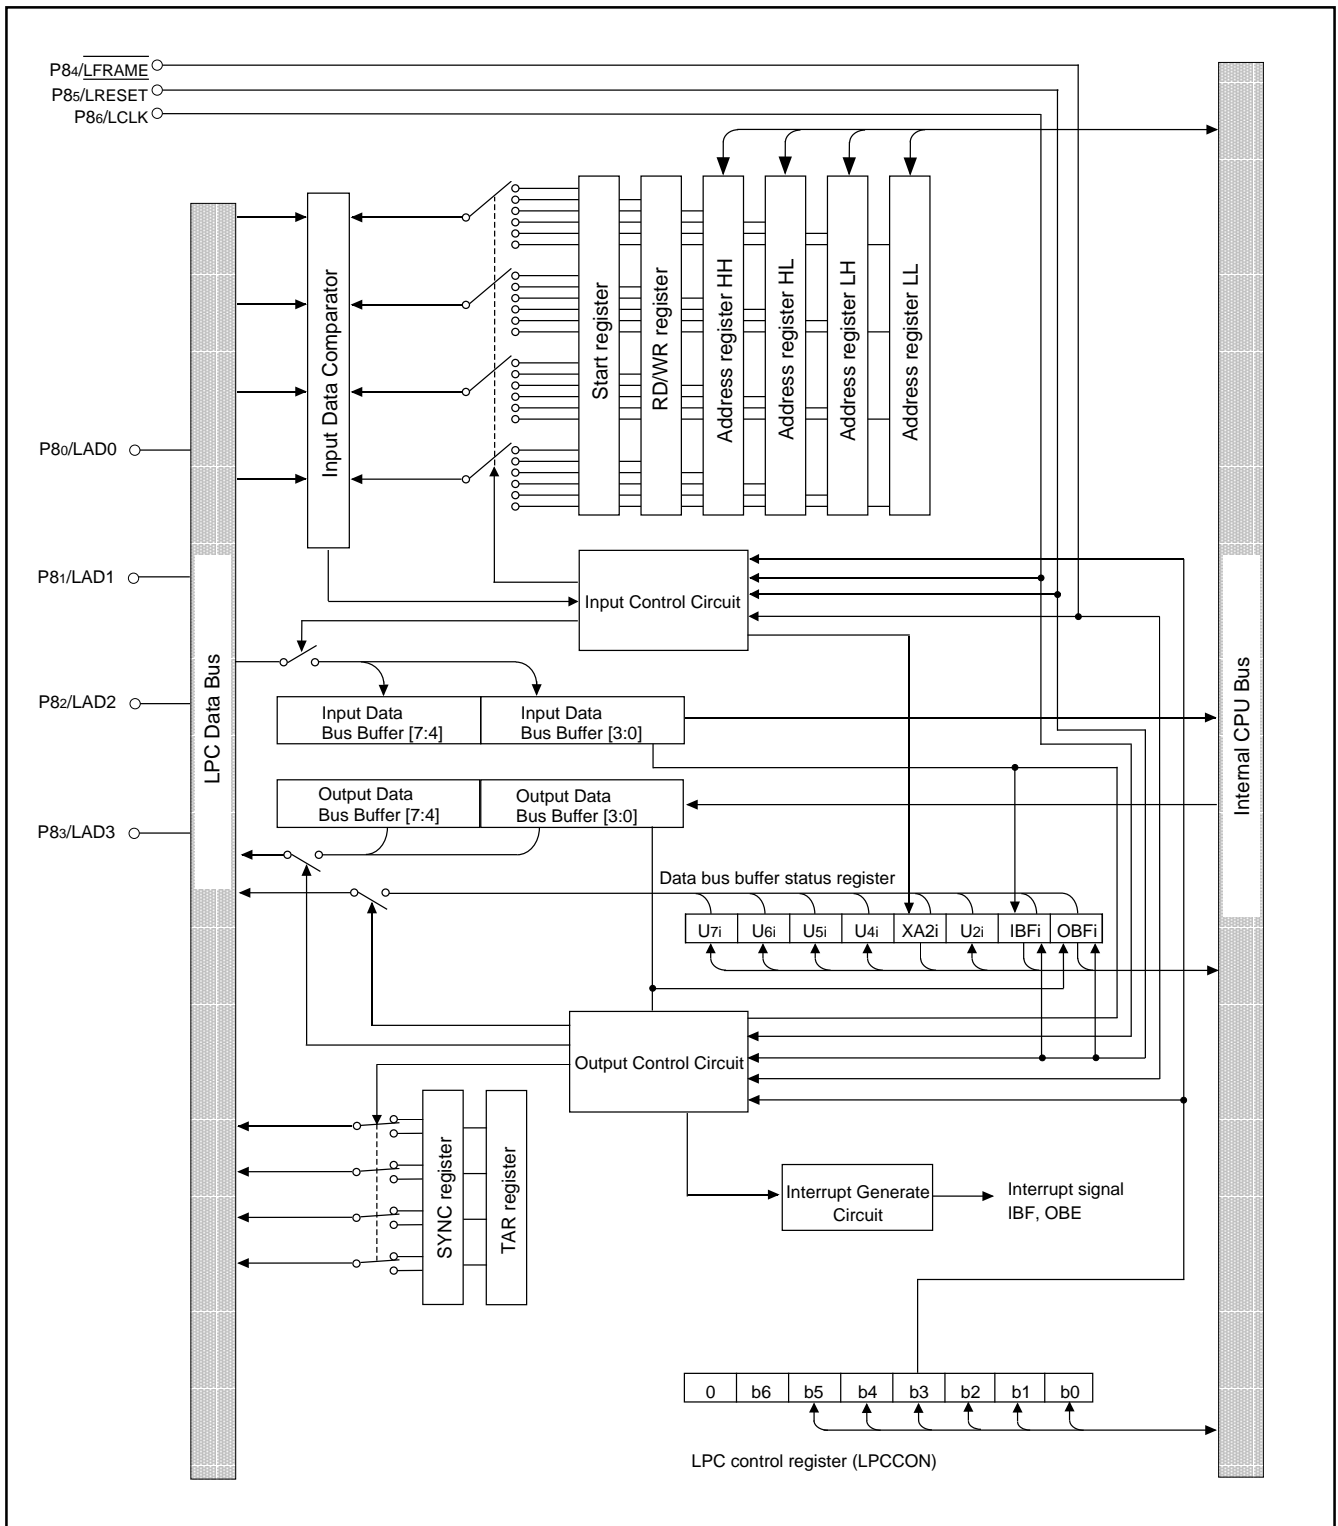 P84/LFRAME
P85/LRESET
P86/LCLK
Input Data Comparator
Start register
RD/WR register
Address register HH
Address register HL
Address register LH
Address register LL
P80/LAD0
P81/LAD1
P82/LAD2
P83/LAD3
LPC Data Bus
Internal CPU Bus
Input Control Circuit
Input Data
Bus Buffer [7:4]
Input Data
Bus Buffer [3:0]
Output Data
Bus Buffer [7:4]
Output Data
Bus Buffer [3:0]
Data bus buffer status register
U7i U6i U5i U4i XA2i U2i IBFi OBFi
Output Control Circuit
SYNC register
TAR register
Interrupt Generate
Circuit
Interrupt signal
IBF, OBE
0 b6 b5 b4 b3 b2 b1 b0
LPC control register (LPCCON)